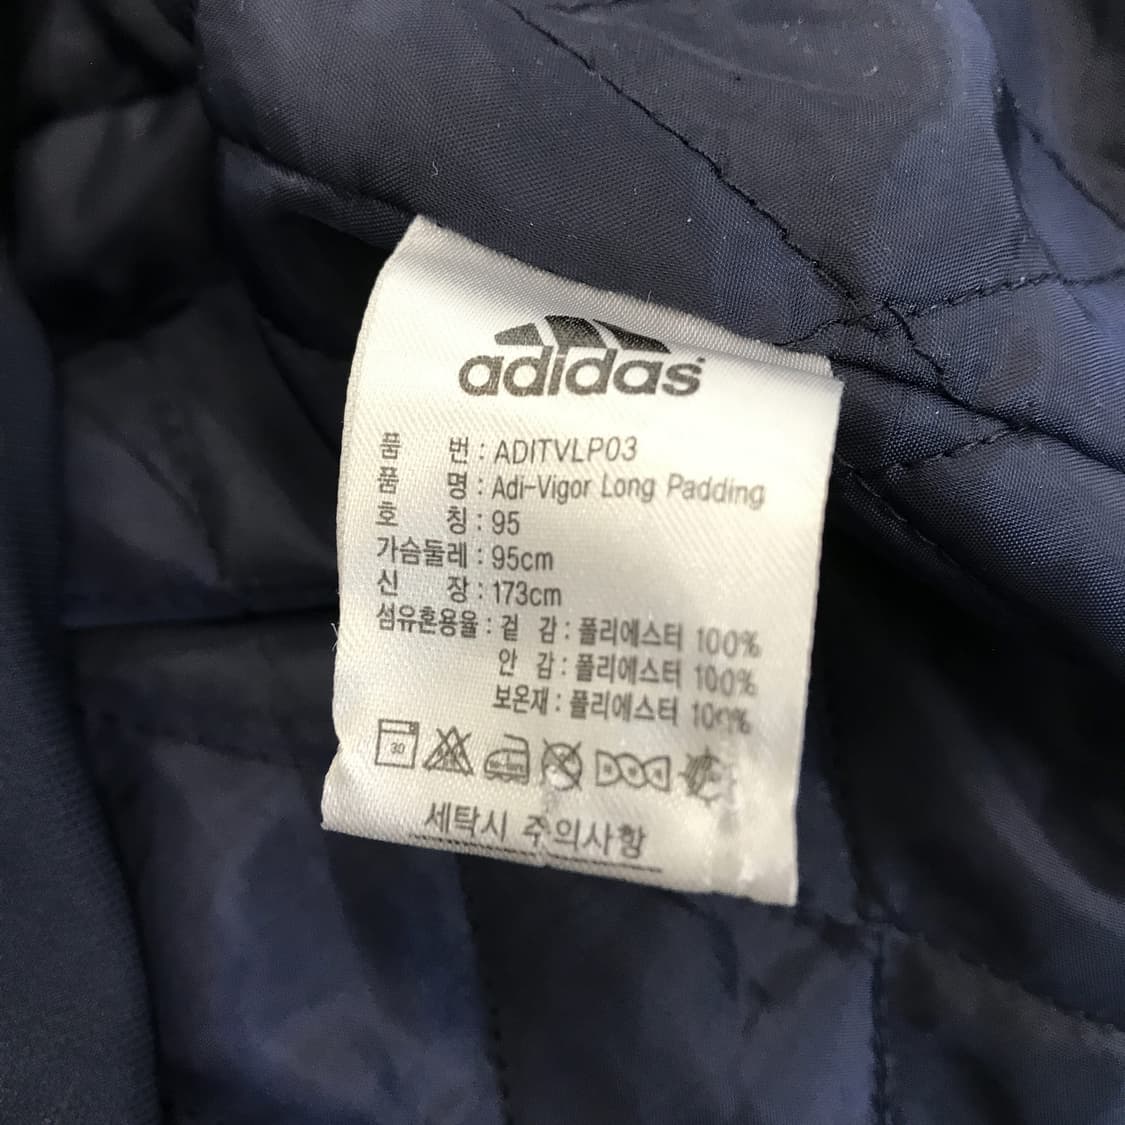 adidas
품 번 : ADITVLP03
품 명 : Adi-Vigor Long Padding
호 칭 : 95
가슴둘레 : 95cm
신 장 : 173cm
섬유혼용율 : 겉 감 : 폴리에스터 100%
안 감 : 폴리에스터 100%
보온재 : 폴리에스터 100%
30
세탁시 주의사항